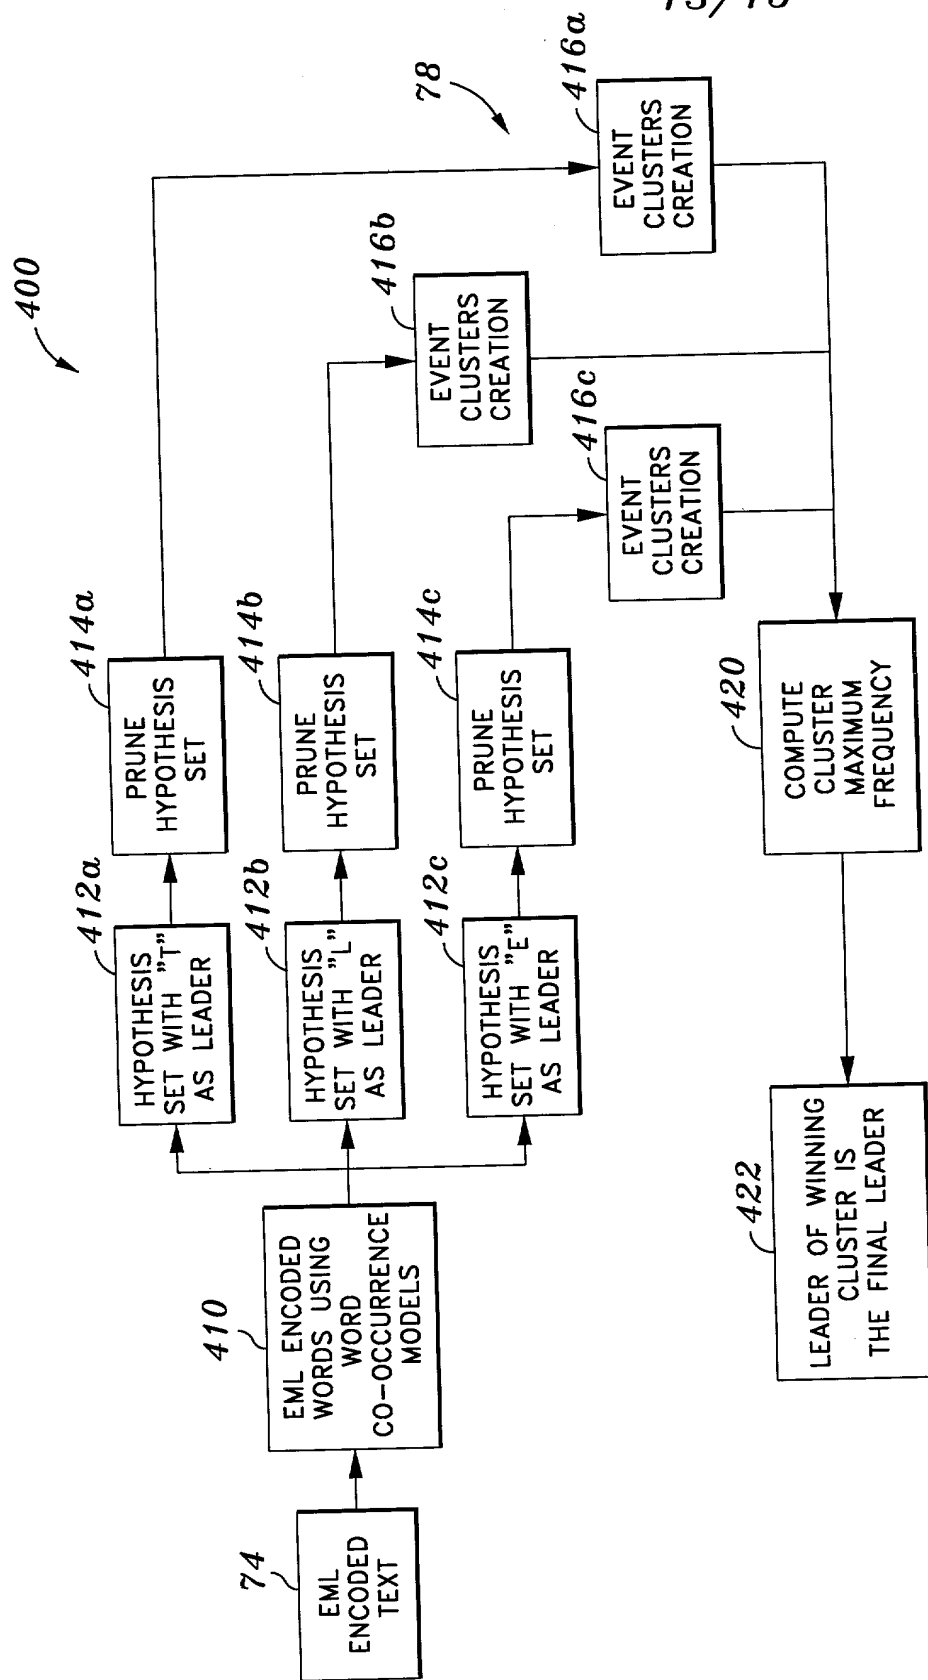 400
78
74
EML
ENCODED
TEXT
410
EML ENCODED
WORDS USING
WORD
CO-OCCURRENCE
MODELS
412a
HYPOTHESIS
SET WITH "T"
AS LEADER
414a
PRUNE
HYPOTHESIS
SET
416a
EVENT
CLUSTERS
CREATION
412b
HYPOTHESIS
SET WITH "L"
AS LEADER
414b
PRUNE
HYPOTHESIS
SET
416b
EVENT
CLUSTERS
CREATION
412c
HYPOTHESIS
SET WITH "E"
AS LEADER
414c
PRUNE
HYPOTHESIS
SET
416c
EVENT
CLUSTERS
CREATION
420
COMPUTE
CLUSTER
MAXIMUM
FREQUENCY
422
LEADER OF WINNING
CLUSTER IS
THE FINAL LEADER